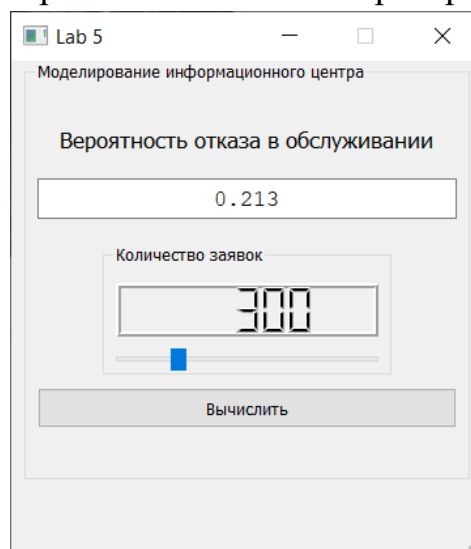 Lab 5
Моделирование информационного центра
Вероятность отказа в обслуживании
0.213
Количество заявок
300
Вычислить